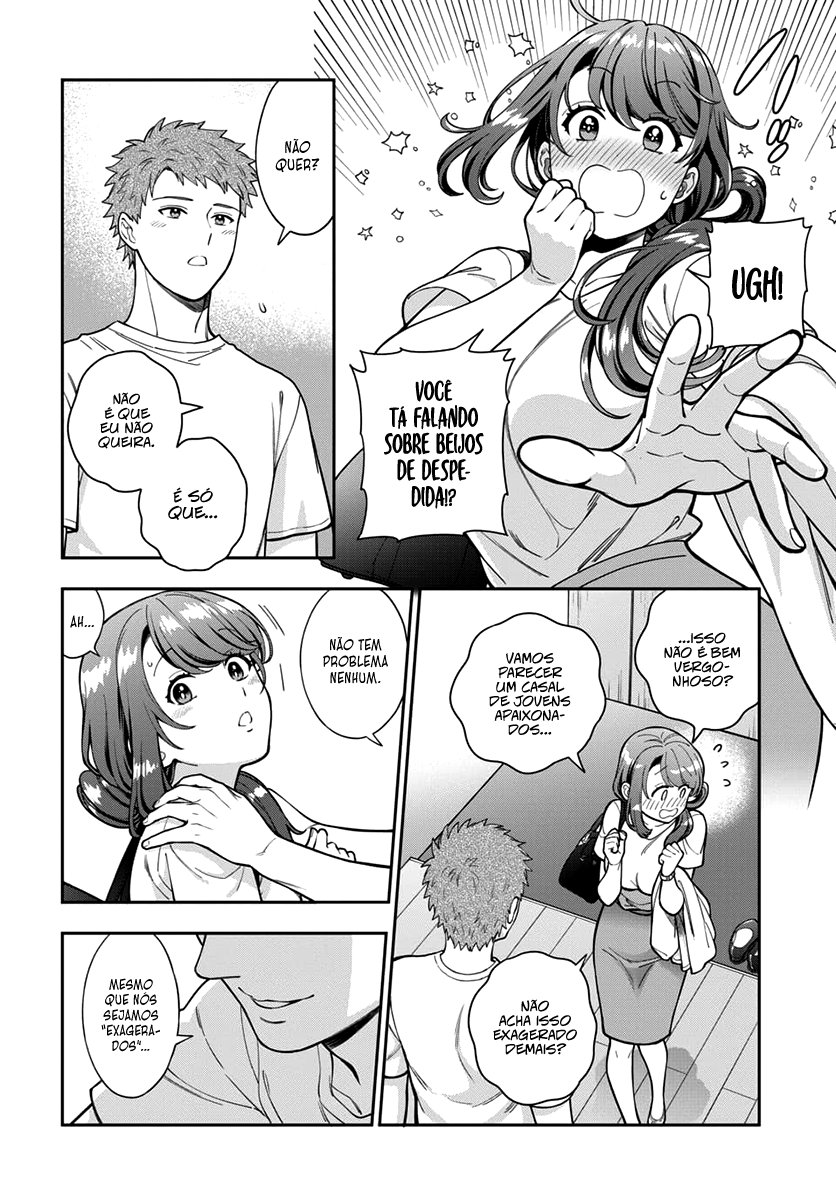 UGH!
VOCÊ
TÁ FALANDO
SOBRE BEIJOS
DE DESPE-
DIDA!?
NÃO
QUER?
NÃO
É QUE
EU NÃO
QUEIRA.
É SÓ
QUE...
...ISSO
NÃO É BEM
VERGO-
NHOSO?
VAMOS
PARECER
UM CASAL
DE JOVENS
APAIXONA-
DOS...
NÃO
ACHA ISSO
EXAGERADO
DEMAIS?
NÃO TEM
PROBLEMA
NENHUM.
AH...
MESMO
QUE NÓS
SEJAMOS
"EXAGERA-
DOS"...